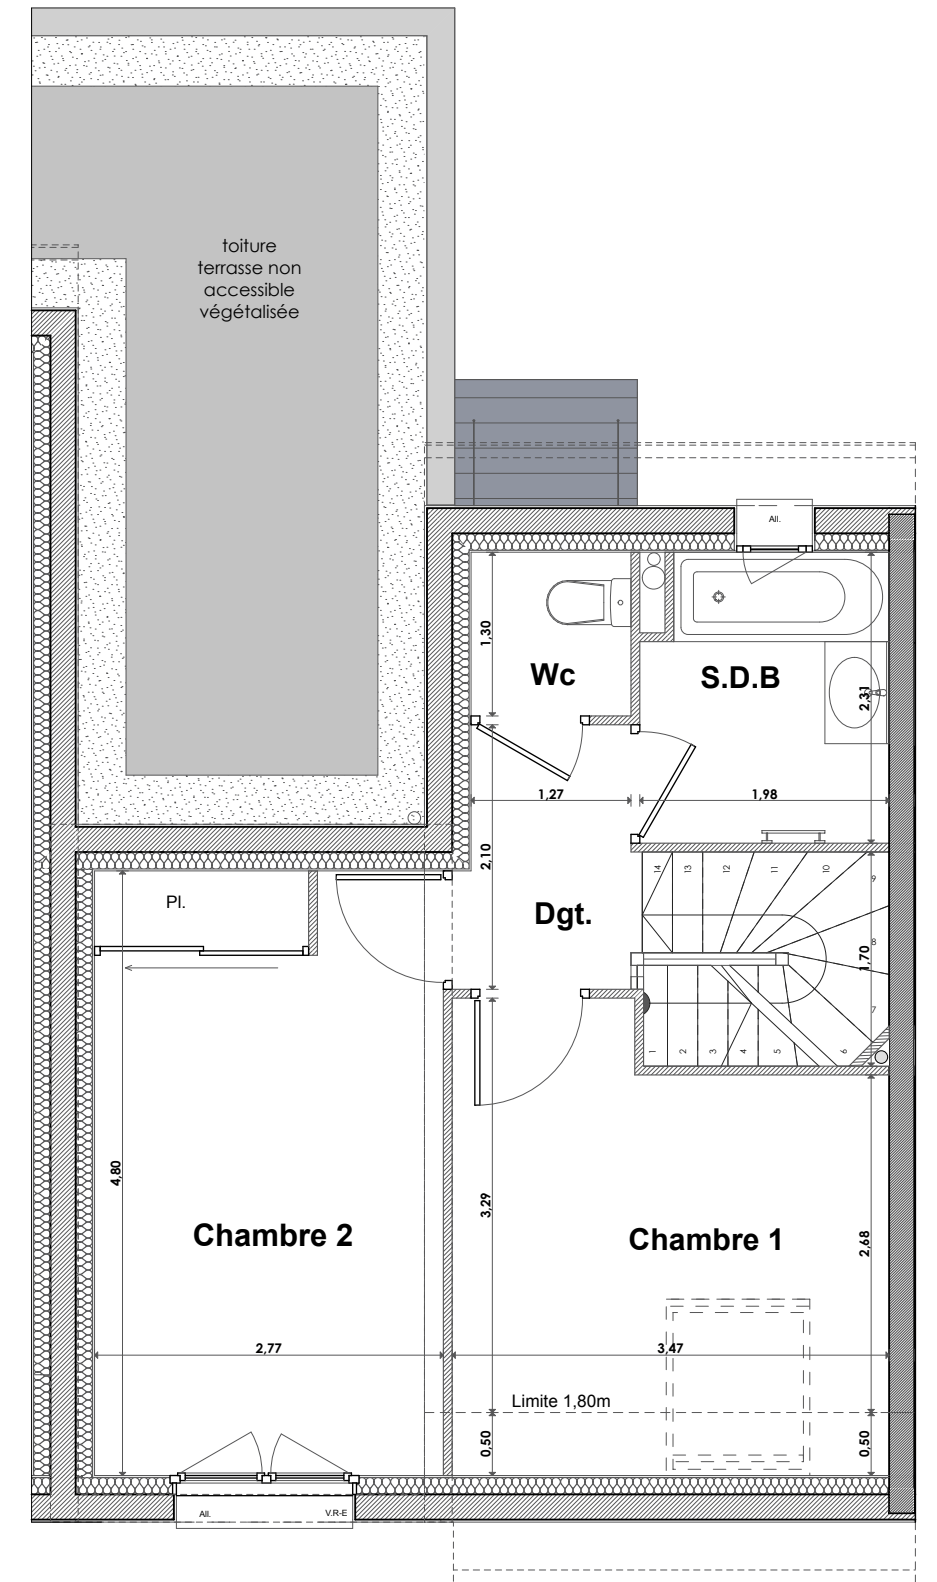 toiture
terrasse non
accessible
végétalisée
All.
1,30
Wc
S.D.B
2,31
1,27
1,98
2,10
Pl.
Dgt.
14
13
12
11
10
9
8
7
1,70
1
2
3
4
5
6
4,80
3,29
Chambre 2
Chambre 1
2,68
2,77
3,47
Limite 1,80m
0,50
0,50
All.
V.R-E